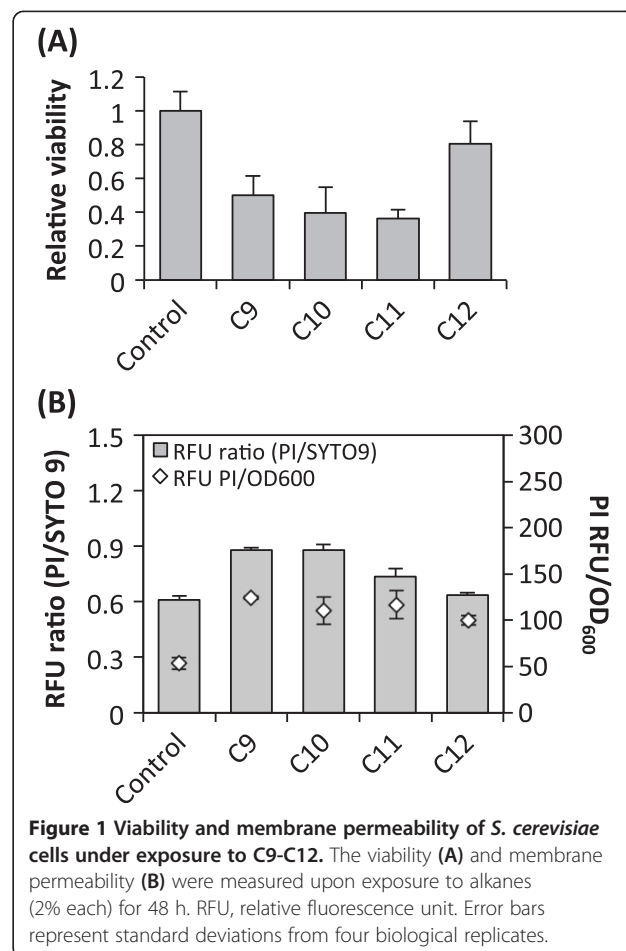 (A)
Relative viability
1.2
1
0.8
0.6
0.4
0.2
0
Control
C9
C10
C11
C12
(B)
RFU ratio (PI/SYTO 9)
1.5
1.2
0.9
0.6
0.3
0
RFU ratio (PI/SYTO9)
RFU PI/OD600
300
250
200
150
100
50
0
PI RFU/OD600
Control
C9
C10
C11
C12
Figure 1 Viability and membrane permeability of S. cerevisiae
cells under exposure to C9-C12. The viability (A) and membrane
permeability (B) were measured upon exposure to alkanes
(2% each) for 48 h. RFU, relative fluorescence unit. Error bars
represent standard deviations from four biological replicates.